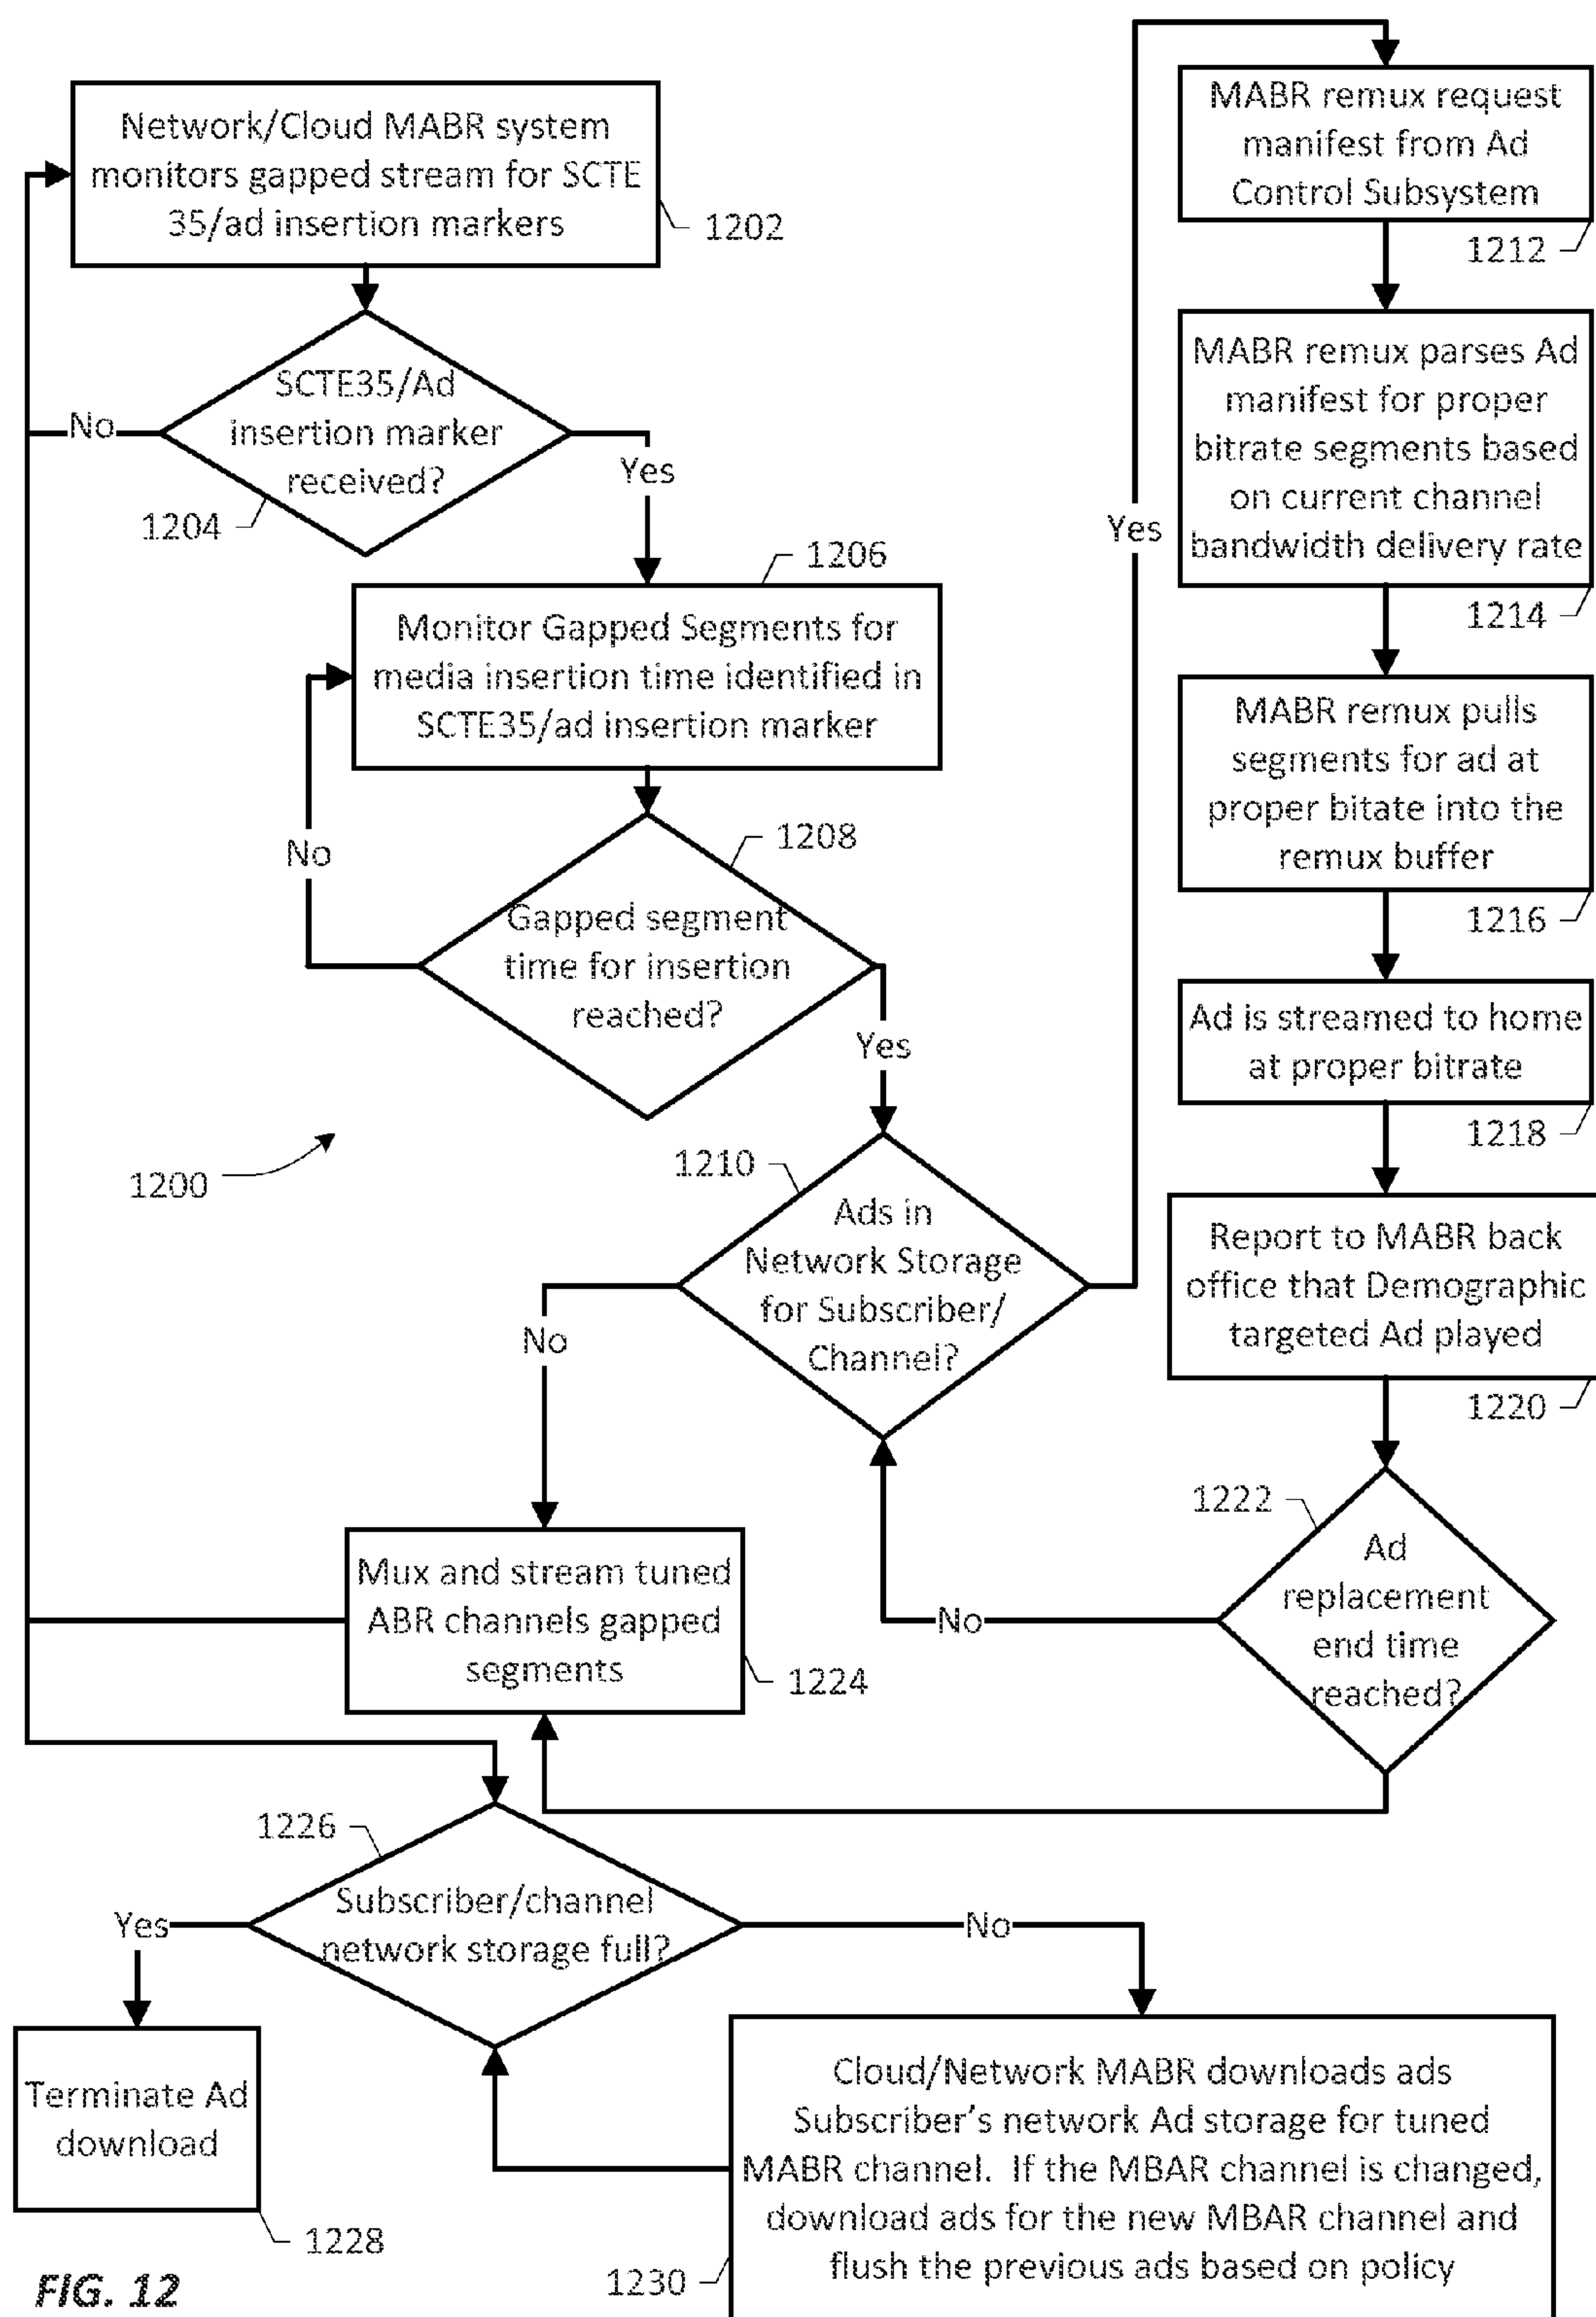 Network/Cloud MABR system
monitors gapped stream for SCTE
35/ad insertion markers
1202
SCTE35/Ad
insertion marker
received?
No
Yes
1204
1206
Monitor Gapped Segments for
media insertion time identified in
SCTE35/ad insertion marker
1208
No
Gapped segment
time for insertion
reached?
Yes
1200
1210
Ads in
Network Storage
for Subscriber/
Channel?
No
Yes
MABR remux request
manifest from Ad
Control Subsystem
1212
MABR remux parses Ad
manifest for proper
bitrate segments based
on current channel
bandwidth delivery rate
1214
MABR remux pulls
segments for ad at
proper bitate into the
remux buffer
1216
Ad is streamed to home
at proper bitrate
1218
Report to MABR back
office that Demographic
targeted Ad played
1220
1222
Ad
replacement
end time
reached?
No
Mux and stream tuned
ABR channels gapped
segments
1224
1226
Subscriber/channel
network storage full?
Yes
No
Terminate Ad
download
1228
Cloud/Network MABR downloads ads
Subscriber's network Ad storage for tuned
MABR channel. If the MBAR channel is changed,
download ads for the new MBAR channel and
flush the previous ads based on policy
1230
FIG. 12